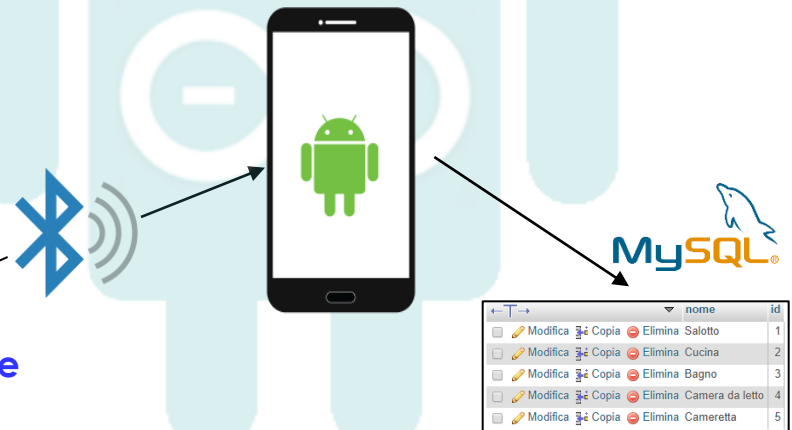 MySQL®
e
nome id
Modifica Copia Elimina Salotto 1
Modifica Copia Elimina Cucina 2
Modifica Copia Elimina Bagno 3
Modifica Copia Elimina Camera da letto 4
Modifica Copia Elimina Cameretta 5